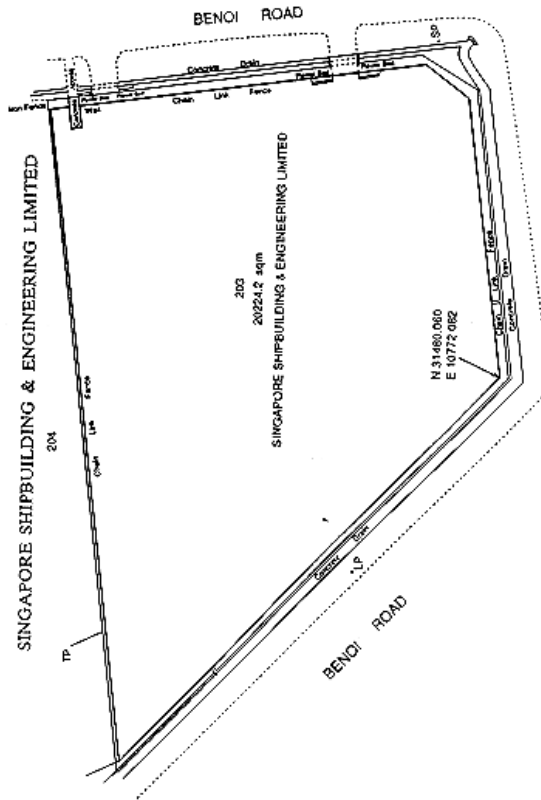 BENOI ROAD
SP
Concrete Drain
Iron Fence
Chain Link Fence
SINGAPORE SHIPBUILDING & ENGINEERING LIMITED
204
Chain Link Fence
TP
203
20224.2 sqm
SINGAPORE SHIPBUILDING & ENGINEERING LIMITED
N 31480.060
E 10772.082
Chain Link Fence
Concrete Drain
Concrete Drain
LP
BENOI ROAD